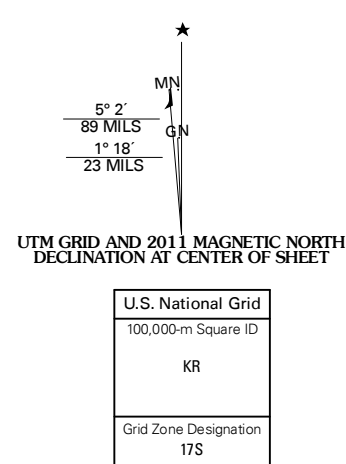 ★
MN
5° 2´
89 MILS
GN
1° 18´
23 MILS
UTM GRID AND 2011 MAGNETIC NORTH
DECLINATION AT CENTER OF SHEET
U.S. National Grid
100,000-m Square ID
KR
Grid Zone Designation
17S